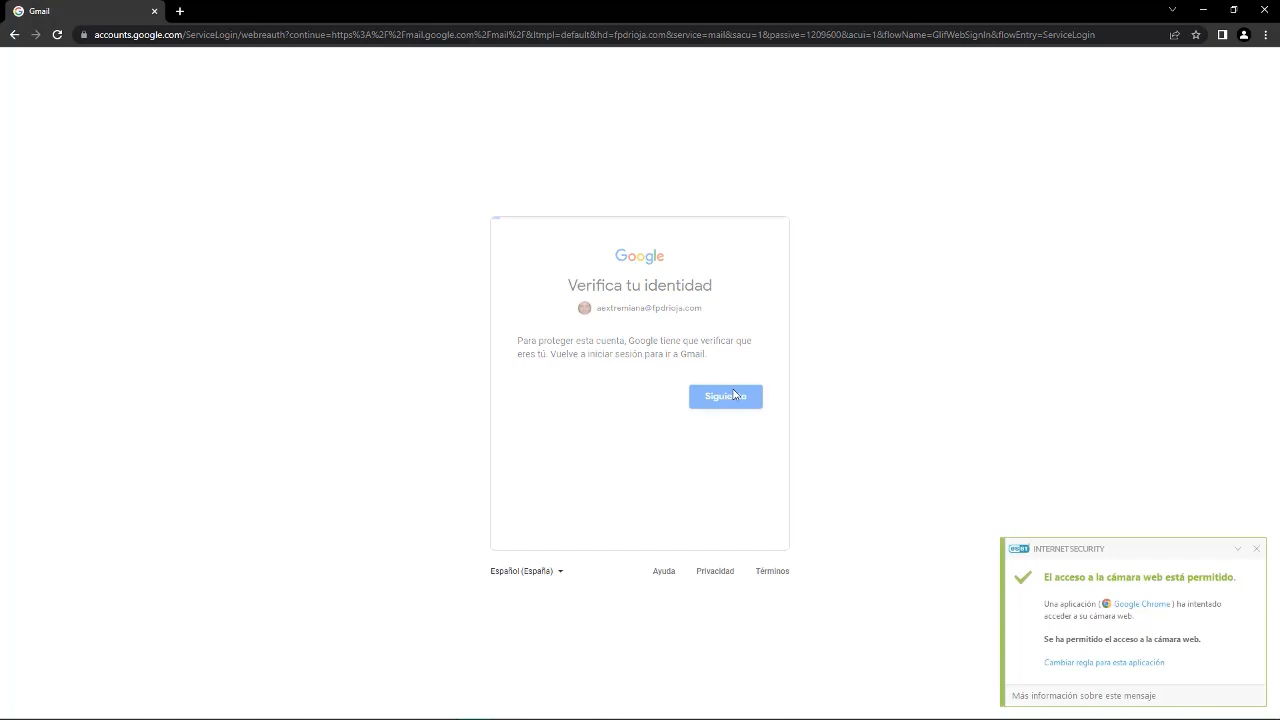 Gmail
accounts.google.com/ServiceLogin/webreauth?continue=https%3A%2F%2Fmail.google.com%2Fmail%2F&ltmpl=default&hd=fpdrioja.com&service=mail&sacu=1&passive=1209600&acui=1&flowName=GlifWebSignIn&flowEntry=ServiceLogin
Google
Verifica tu identidad
aextremiana@fpdrioja.com
Para proteger esta cuenta, Google tiene que verificar que
eres tú. Vuelve a iniciar sesión para ir a Gmail.
Siguiente
Español (España)
Ayuda Privacidad Términos
eset INTERNET SECURITY
El acceso a la cámara web está permitido.
Una aplicación ( Google Chrome ) ha intentado
acceder a su cámara web.
Se ha permitido el acceso a la cámara web.
Cambiar regla para esta aplicación
Más información sobre este mensaje